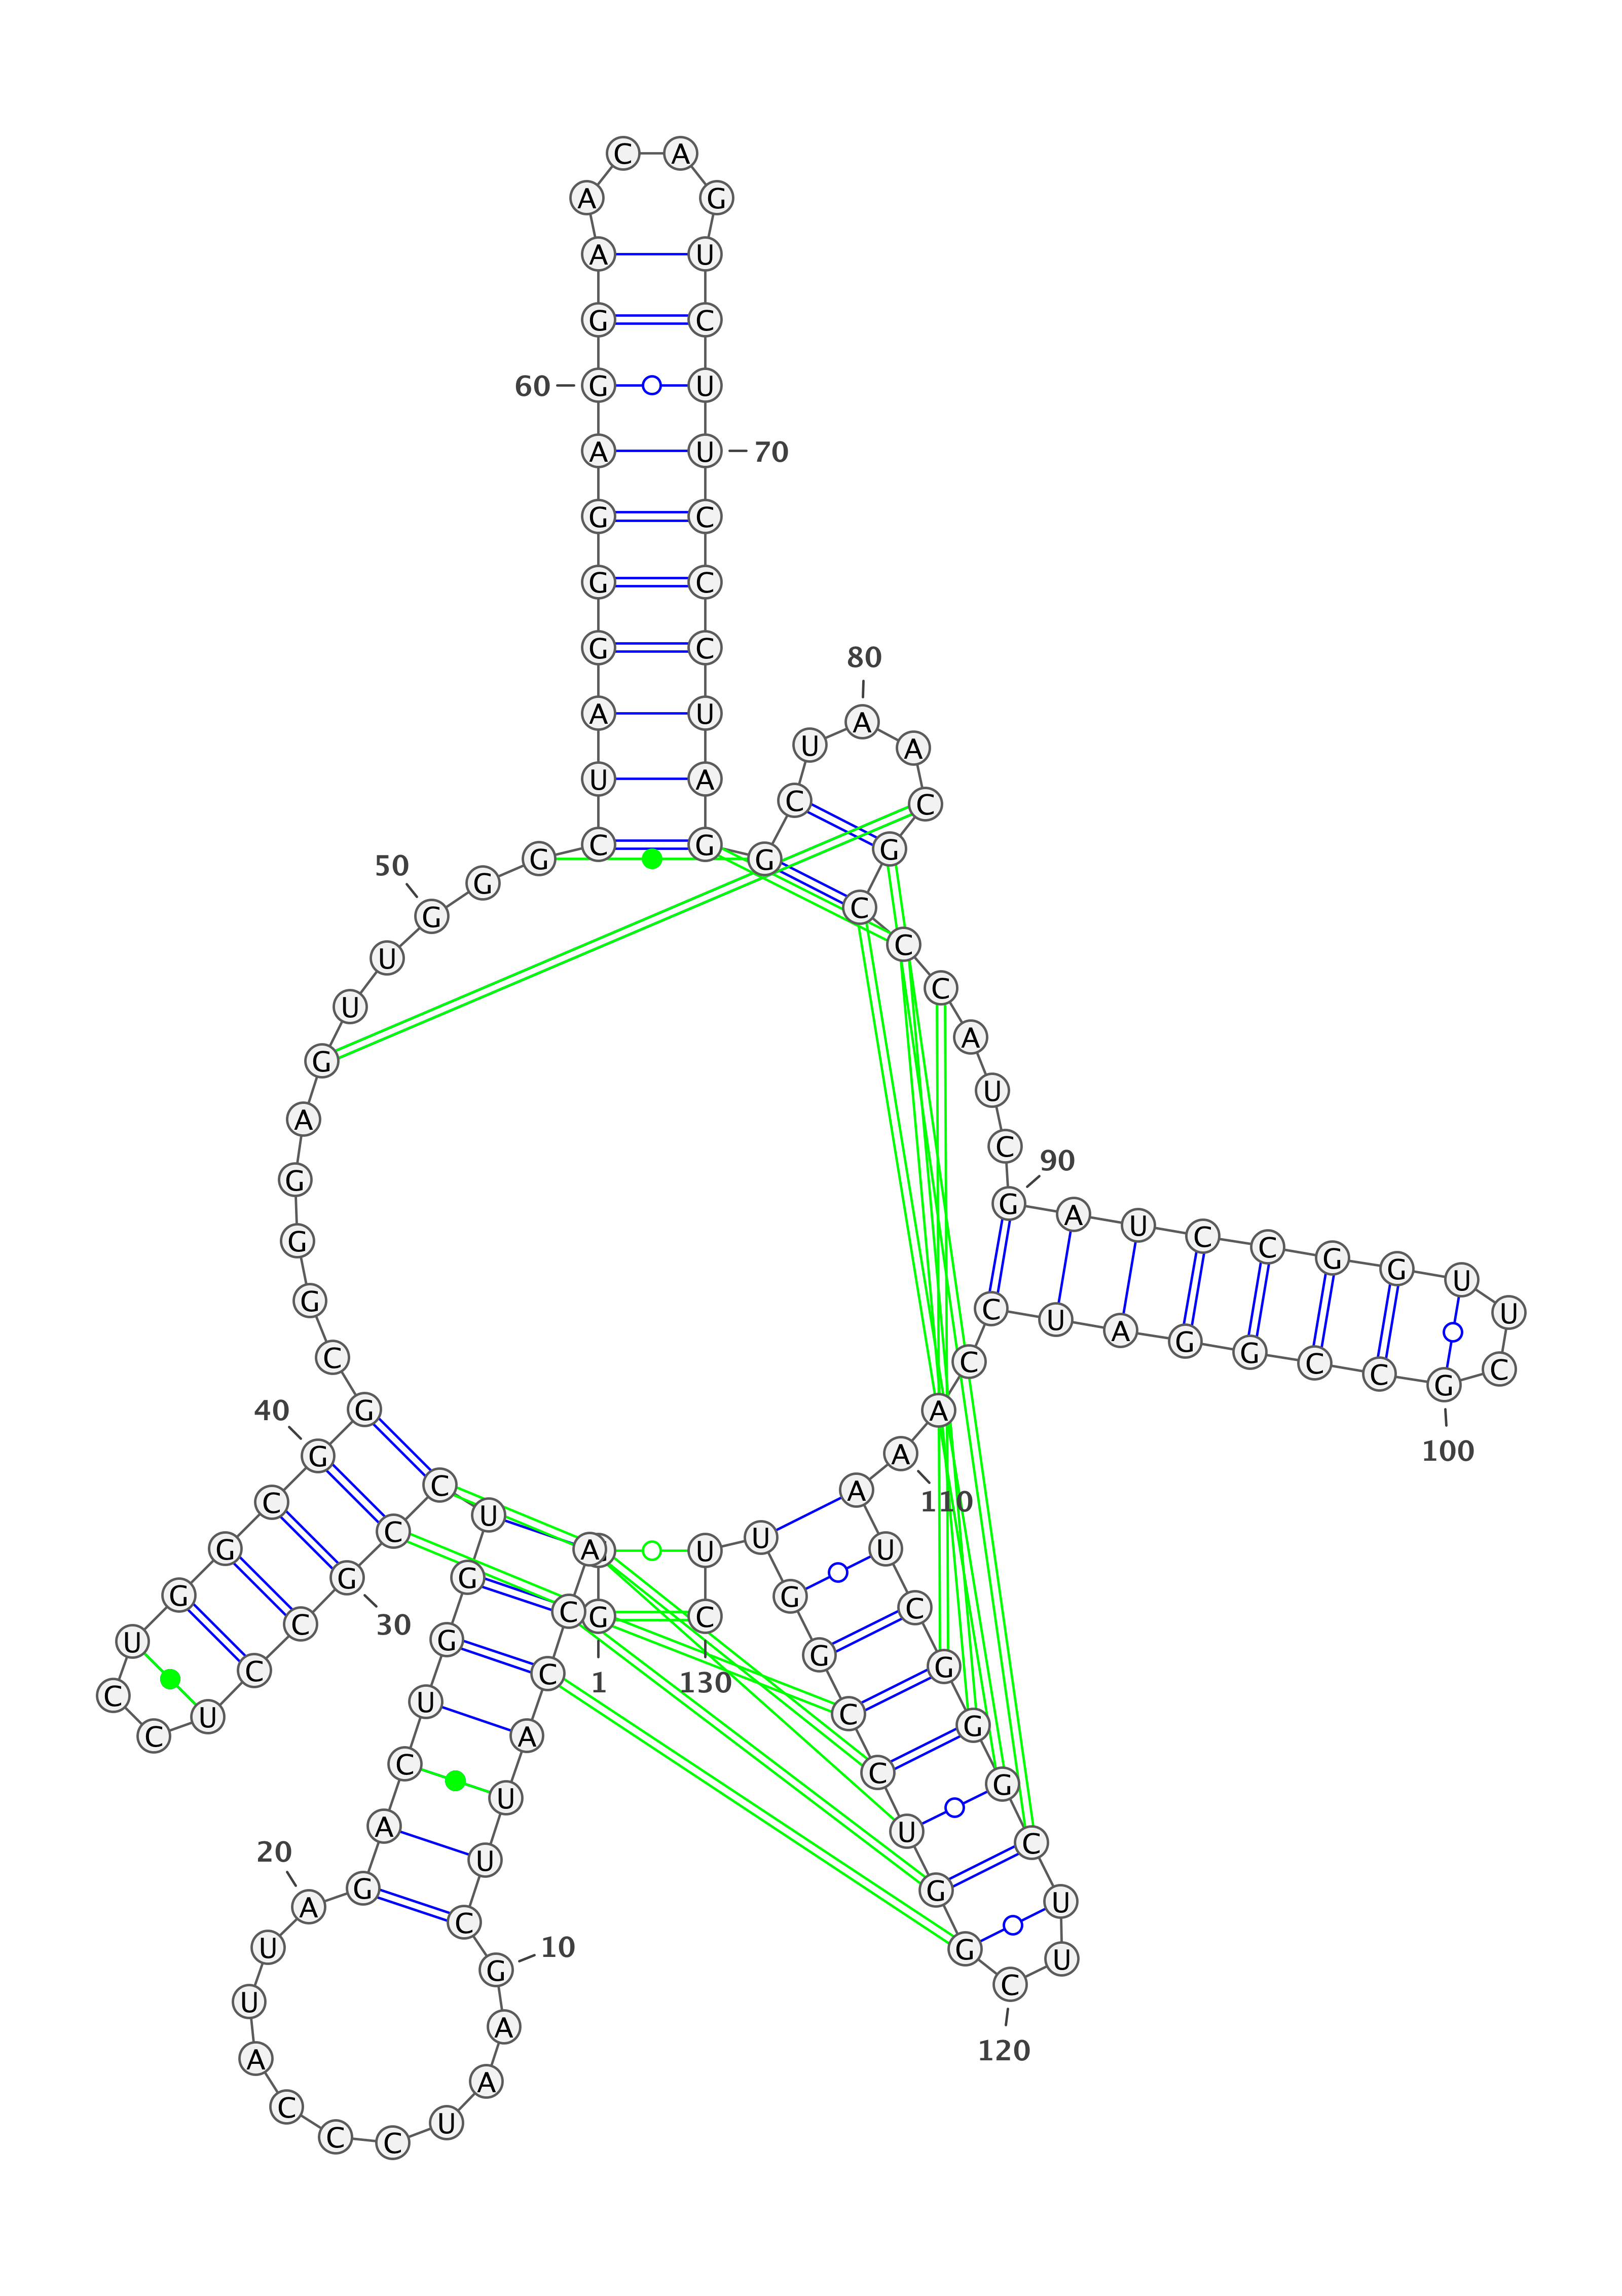 C A
A G
A U
G C
60 G U
A U 70
G C
G C
G C 80
A U A
U A U A
C C
50 G C G G G
G
G C
U C
U C
A
G
U
A
C 90
G G A U C C G G U
G C U A G G C C G C U
C C
40 G A
G A 100
C C A 110
U
C U
G A U U
G G G G
U C G C G 1 C C
30 G G
C C U C G
C U U 130 C
C U A G
C C
C U G
A U U
20 G U G C
A C U
U G G 10
U A C U
A A
C U 120
C C